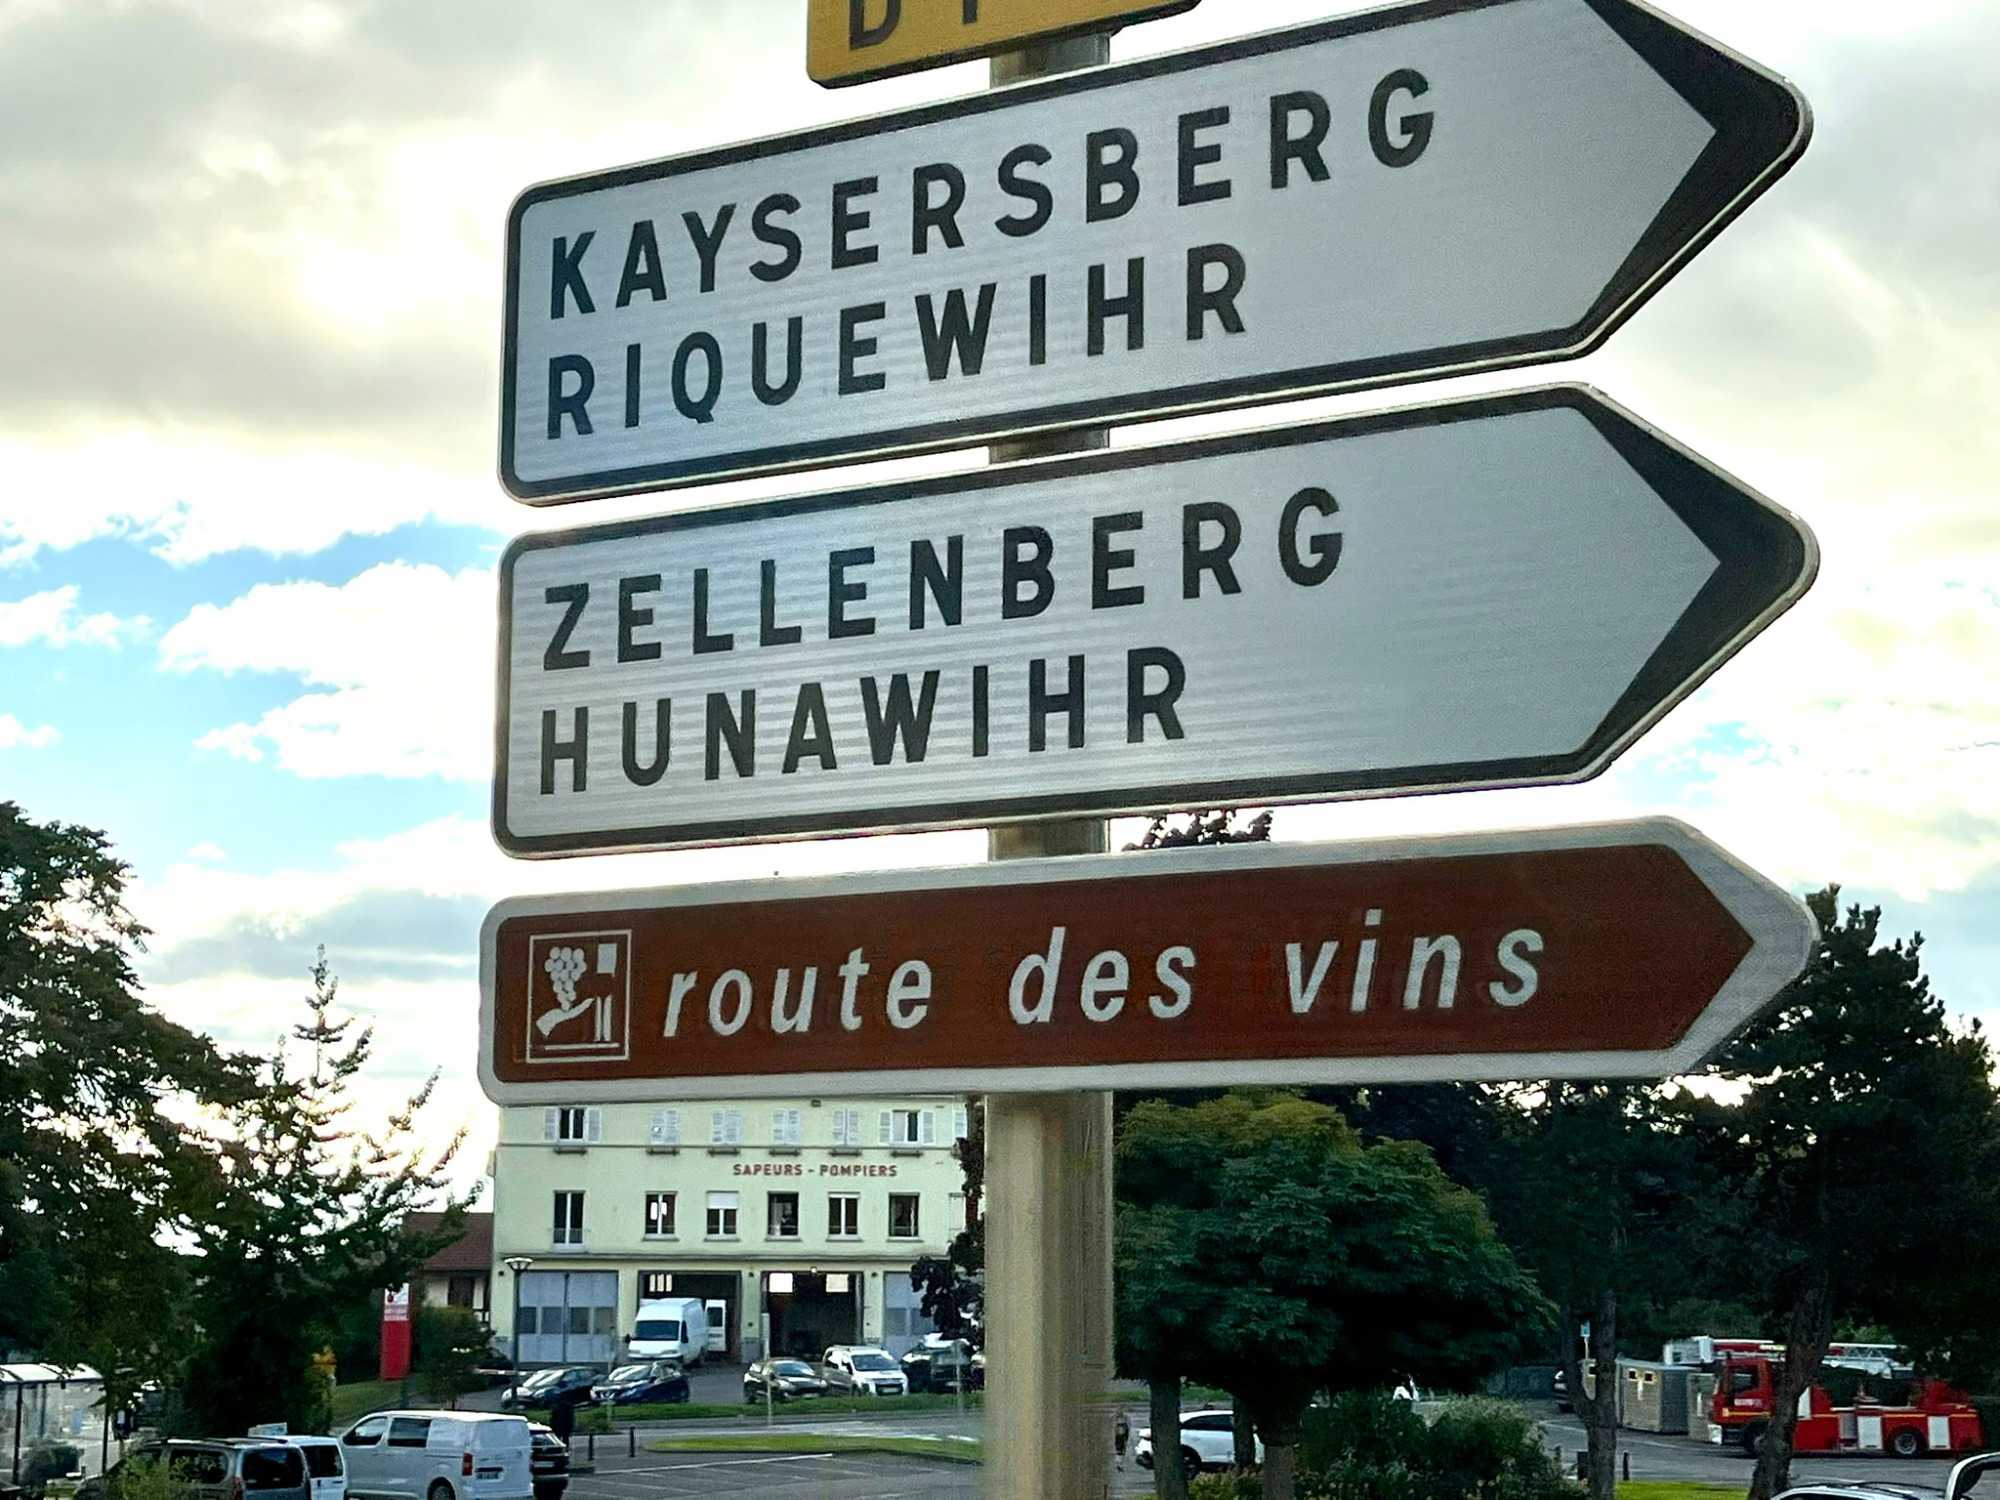 KAYSERSBERG
RIQUEWIHR
ZELLENBERG
HUNAWIHR
route des vins
SAPEURS - POMPIERS